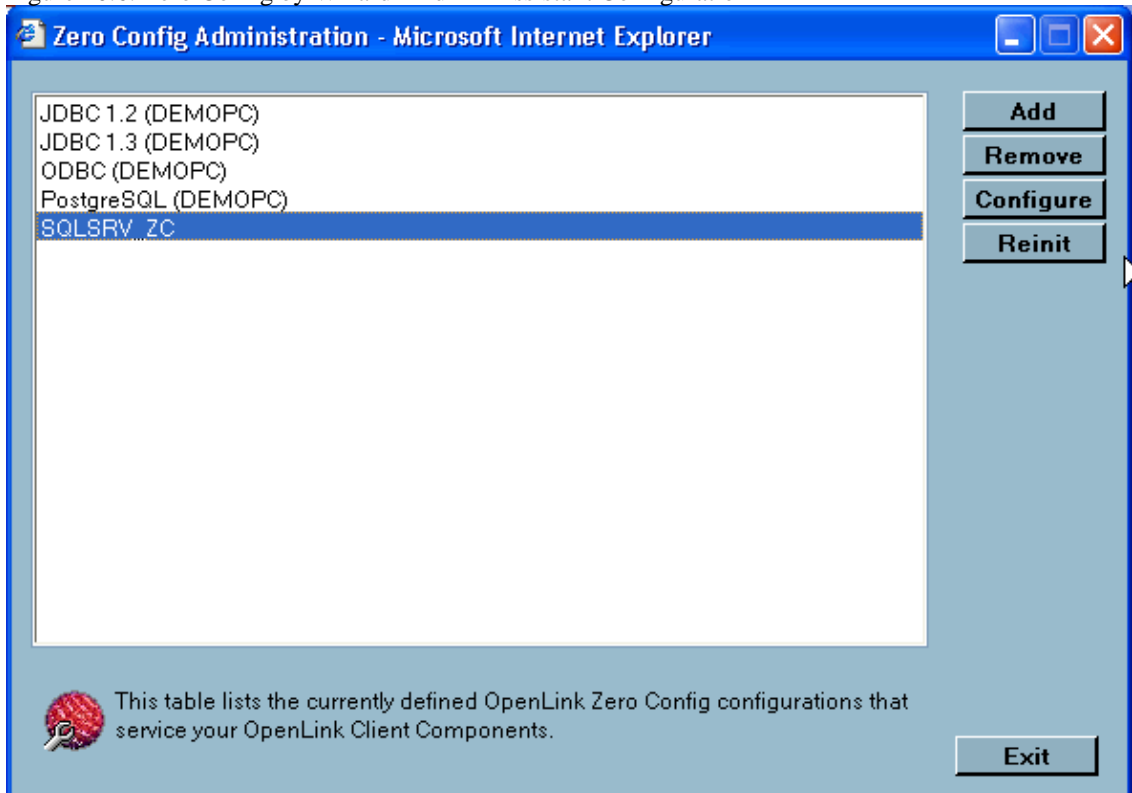 Zero Config Administration - Microsoft Internet Explorer
JDBC 1.2 (DEMOPC)
JDBC 1.3 (DEMOPC)
ODBC (DEMOPC)
PostgreSQL (DEMOPC)
SQLSRV_ZC
Add
Remove
Configure
Reinit
This table lists the currently defined OpenLink Zero Config configurations that
service your OpenLink Client Components.
Exit